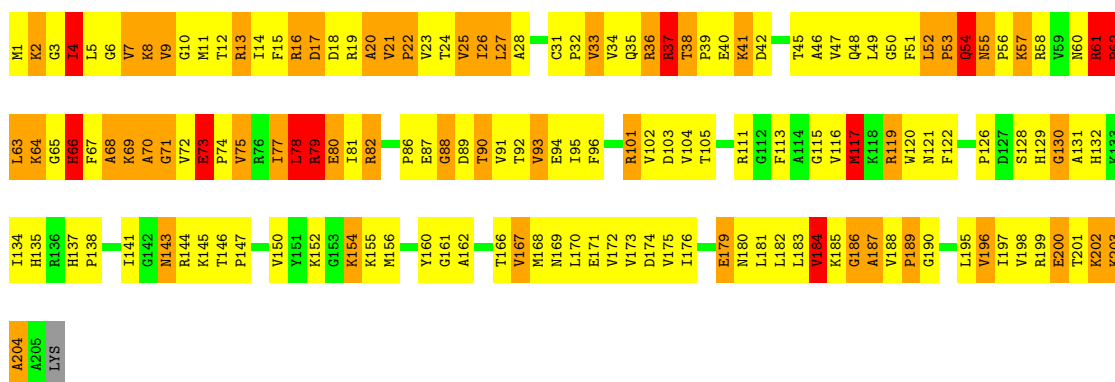 M1 K2 G3 I4 L5 G6 V7 K8 V9 G10 M11 T12 R13 I14 F15 R16 D17 D18 R19 A20 V21 P22 V23 T24 V25 I26 L27 A28 C31 P32 V33 V34 Q35 R36 R37 T38 P39 E40 K41 D42 T45 A46 V47 Q48 L49 G50 F51 L52 P53 Q54 N55 P56 K57 R58 V59 N60 R61
L63 K64 G65 H66 F67 A68 K69 A70 G71 V72 E73 P74 V75 R76 I77 L78 R79 E80 I81 R82 P86 E87 G88 D89 T90 V91 T92 V93 E94 I95 F96 R101 V102 D103 V104 T105 R111 G112 F113 A114 G115 V116 M117 K118 R119 W120 N121 F122 P126 D127 S128 H129 G130 A131 H132
I134 H135 R136 H137 P138 I141 G142 N143 R144 K145 T146 P147 V150 Y151 K152 G153 K154 K155 M156 Y160 G161 A162 T166 V167 M168 N169 L170 E171 V172 V173 D174 V175 I176 E179 N180 L181 L182 L183 V184 K185 G186 A187 V188 P189 G190 L195 V196 I197 V198 R199 E200 T201 K202
A204 A205 LYS